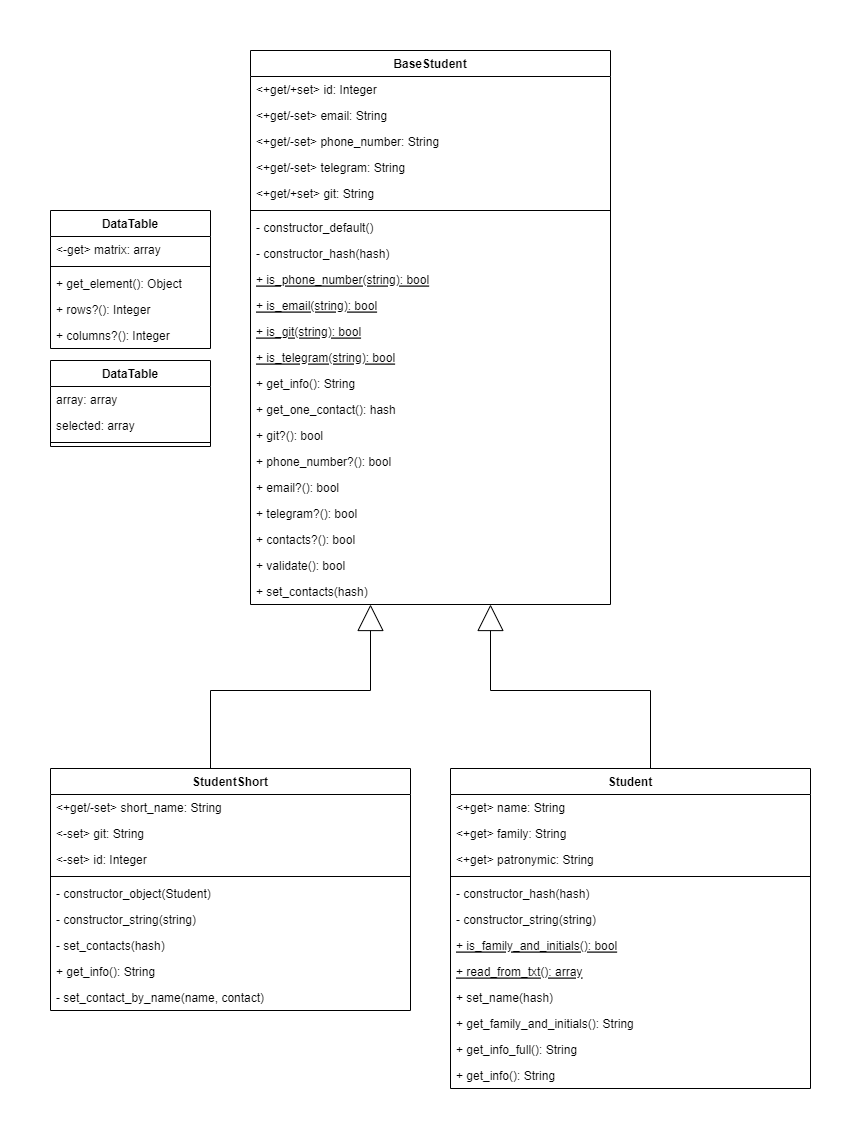 BaseStudent
<+get/+set> id: Integer
<+get/-set> email: String
<+get/-set> phone_number: String
<+get/-set> telegram: String
<+get/+set> git: String
- constructor_default()
- constructor_hash(hash)
+ is_phone_number(string): bool
+ is_email(string): bool
+ is_git(string): bool
+ is_telegram(string): bool
+ get_info(): String
+ get_one_contact(): hash
+ git?(): bool
+ phone_number?(): bool
+ email?(): bool
+ telegram?(): bool
+ contacts?(): bool
+ validate(): bool
+ set_contacts(hash)
DataTable
<-get> matrix: array
+ get_element(): Object
+ rows?(): Integer
+ columns?(): Integer
DataTable
array: array
selected: array
StudentShort
<+get/-set> short_name: String
<-set> git: String
<-set> id: Integer
- constructor_object(Student)
- constructor_string(string)
- set_contacts(hash)
+ get_info(): String
- set_contact_by_name(name, contact)
Student
<+get> name: String
<+get> family: String
<+get> patronymic: String
- constructor_hash(hash)
- constructor_string(string)
+ is_family_and_initials(): bool
+ read_from_txt(): array
+ set_name(hash)
+ get_family_and_initials(): String
+ get_info_full(): String
+ get_info(): String